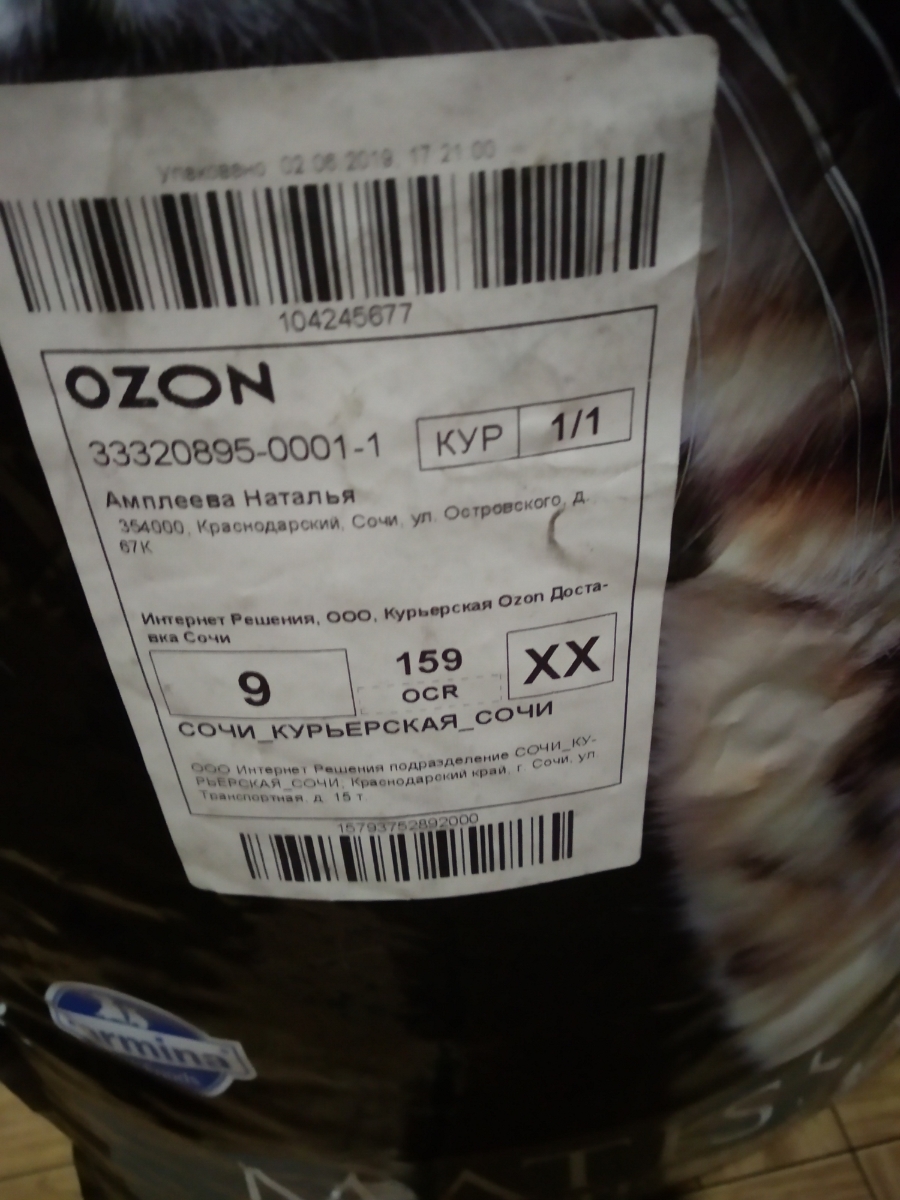 упаковано 02 06 2019 17 21 00
104245677
OZON
33320895-0001-1
КУР 1/1
Амплеева Наталья
354000, Краснодарский, Сочи, ул. Островского, д.
67К
Интернет Решения, ООО, Курьерская Ozon Доста-
вка Сочи
9 159 XX
OCR
СОЧИ_КУРЬЕРСКАЯ_СОЧИ
ООО Интернет Решения подразделение СОЧИ_КУ-
РЬЕРСКАЯ_СОЧИ, Краснодарский край, г. Сочи, ул.
Транспортная, д. 15 т
15793752892000
farmina